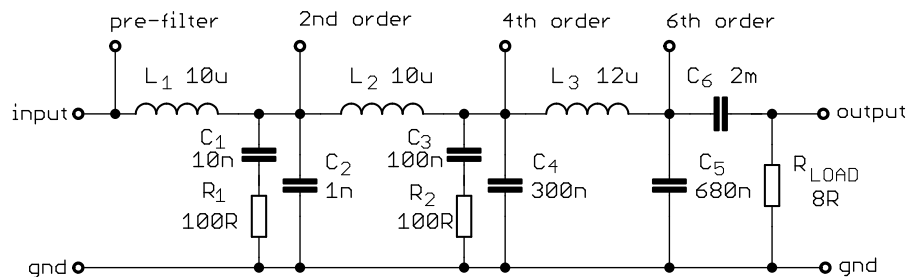 pre-filter
2nd order
4th order
6th order
L1 10u
L2 10u
L3 12u
C6 2m
input
output
C1
10n
C2
1n
C3
100n
C4
300n
C5
680n
RLOAD
8R
R1
100R
R2
100R
gnd
gnd